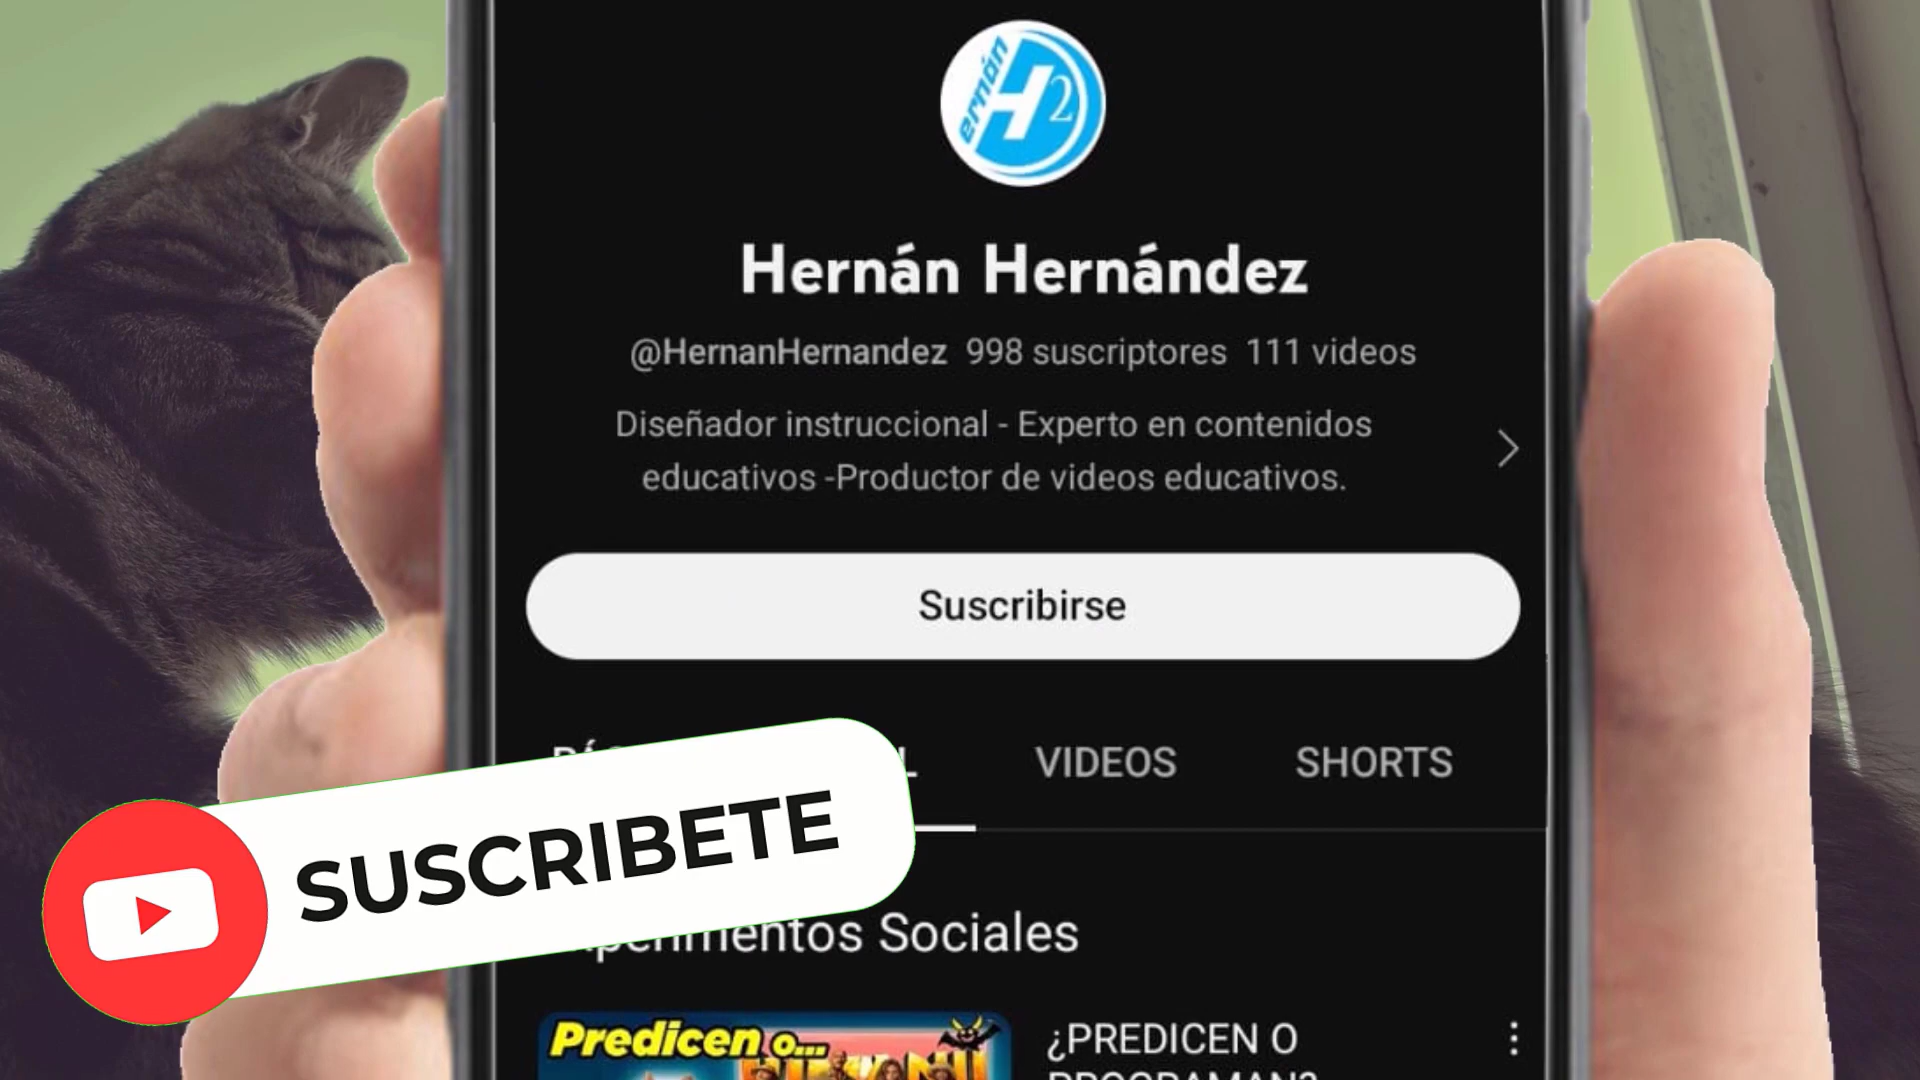 ernán H2
Hernán Hernández
@HernanHernandez 998 suscriptores 111 videos
Diseñador instruccional - Experto en contenidos
educativos -Productor de videos educativos.
Suscribirse
VIDEOS SHORTS
SUSCRIBETE
Sociales
Predicen o...
¿PREDICEN O